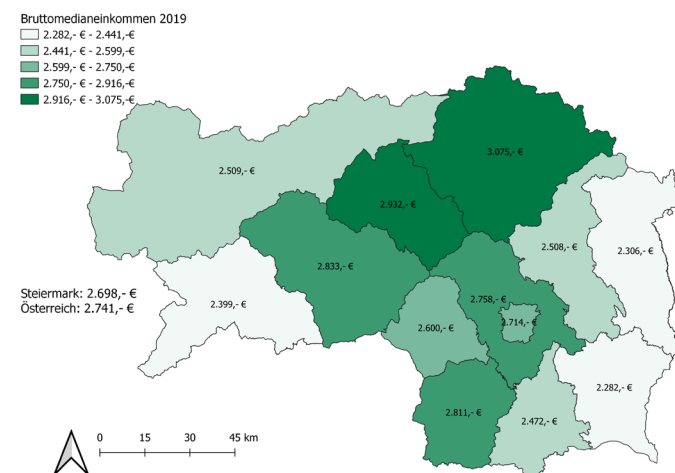 Bruttomedianeinkommen 2019
2.282,- € - 2.441,-€
2.441,- € - 2.599,-€
2.599,- € - 2.750,-€
2.750,- € - 2.916,-€
2.916,- € - 3.075,-€
3.075,- €
2.509,- €
2.932,- €
2.508,- €
2.306,- €
2.833,- €
Steiermark: 2.698,- €
Österreich: 2.741,- €
2.399,- €
2.758,- €
2.714,- €
2.600,- €
2.282,- €
2.811,- €
2.472,- €
0 15 30 45 km